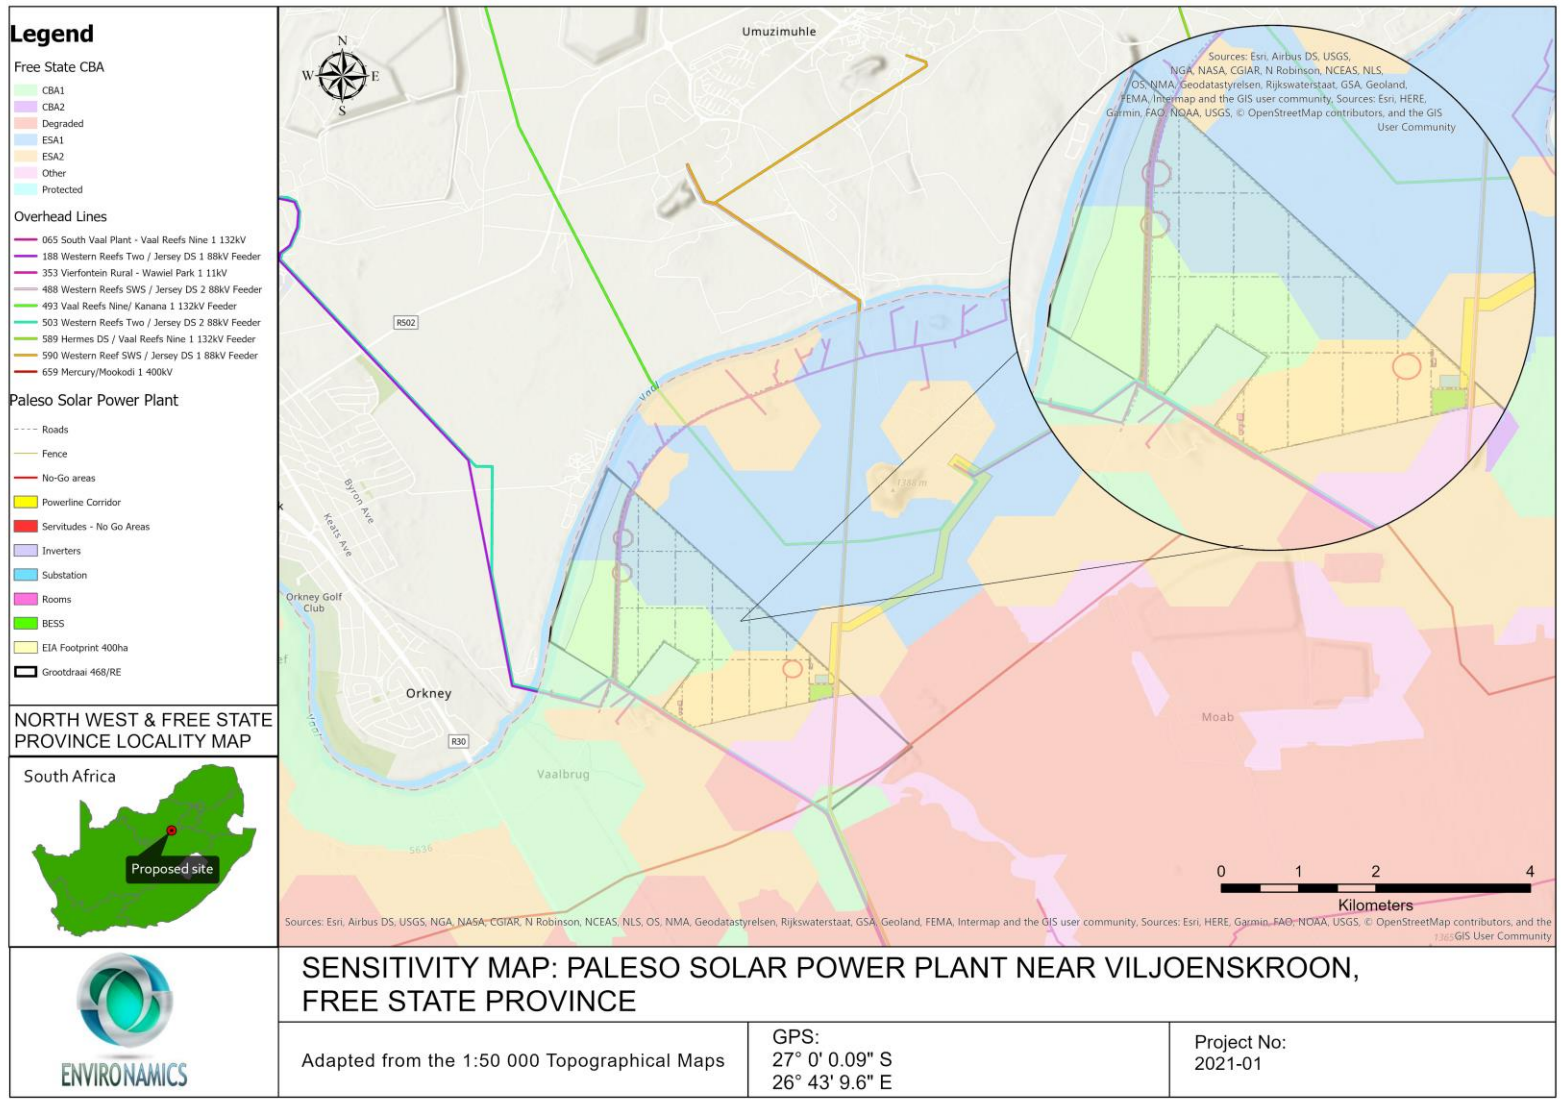 Legend
Free State CBA
CBA1
CBA2
Degraded
ESA1
ESA2
Other
Protected
Overhead Lines
065 South Vaal Plant - Vaal Reefs Nine 1 132kV
188 Western Reefs Two / Jersey DS 1 88kV Feeder
353 Vierfontein Rural - Wawiel Park 1 11kV
488 Western Reefs SWS / Jersey DS 2 88kV Feeder
493 Vaal Reefs Nine/ Kanana 1 132kV Feeder
503 Western Reefs Two / Jersey DS 2 88kV Feeder
589 Hermes DS / Vaal Reefs Nine 1 132kV Feeder
590 Western Reef SWS / Jersey DS 1 88kV Feeder
659 Mercury/Mookodi 1 400kV
Paleso Solar Power Plant
Roads
Fence
No-Go areas
Powerline Corridor
Servitudes - No Go Areas
Inverters
Substation
Rooms
BESS
EIA Footprint 400ha
Grootdraai 468/RE
NORTH WEST & FREE STATE
PROVINCE LOCALITY MAP
South Africa
Proposed site
N
W
E
S
Umuzimuhle
Sources: Esri, Airbus DS, USGS,
NGA, NASA, CGIAR, N Robinson, NCEAS, NLS,
OS, NMA, Geodatastyrelsen, Rijkswaterstaat, GSA, Geoland,
FEMA, Intermap and the GIS user community, Sources: Esri, HERE,
Garmin, FAO, NOAA, USGS, © OpenStreetMap contributors, and the GIS
User Community
R502
Vaal
Byron Ave
Keats Ave
Orkney Golf
Club
Orkney
R30
Vaal
Vaalbrug
S636
Moab
0 1 2 4
Kilometers
Sources: Esri, Airbus DS, USGS, NGA, NASA, CGIAR, N Robinson, NCEAS, NLS, OS, NMA, Geodatastyrelsen, Rijkswaterstaat, GSA, Geoland, FEMA, Intermap and the GIS user community, Sources: Esri, HERE, Garmin, FAO, NOAA, USGS, © OpenStreetMap contributors, and the
GIS User Community
ENVIRONAMICS
SENSITIVITY MAP: PALESO SOLAR POWER PLANT NEAR VILJOENSKROON,
FREE STATE PROVINCE
Adapted from the 1:50 000 Topographical Maps
GPS:
27° 0' 0.09" S
26° 43' 9.6" E
Project No:
2021-01